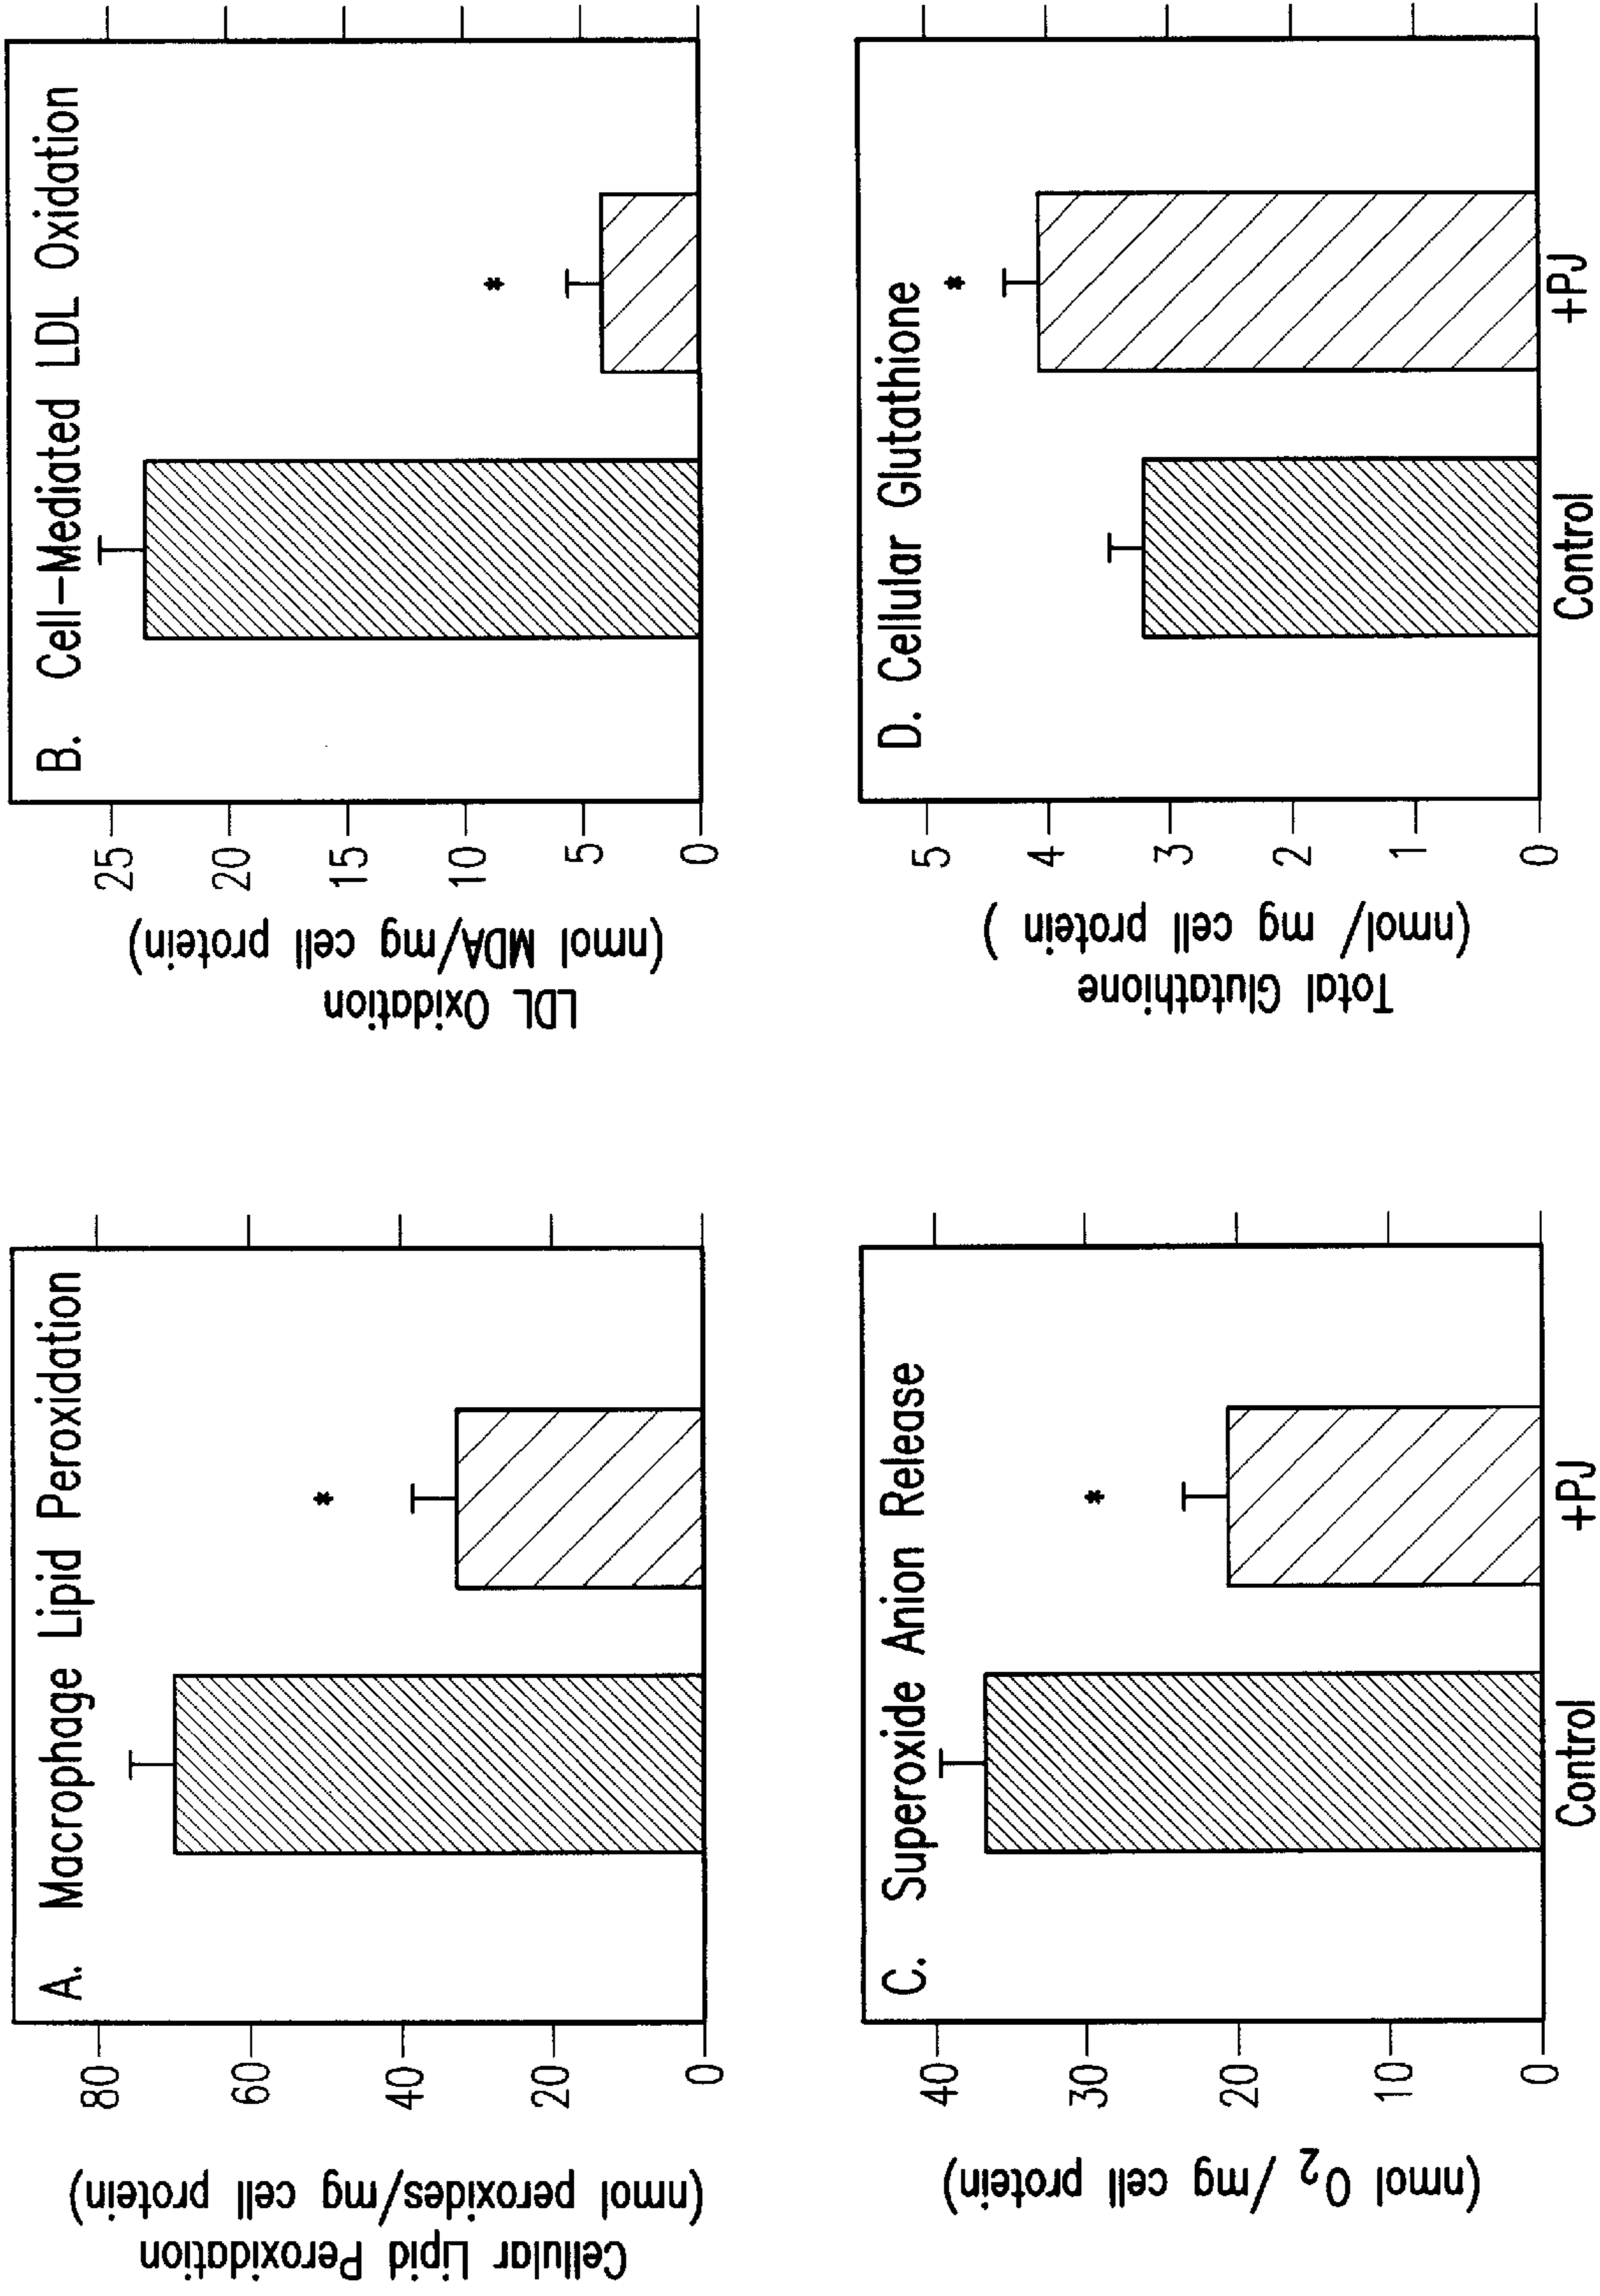 A. Macrophage Lipid Peroxidation
Cellular Lipid Peroxidation
(nmol peroxides/mg cell protein)
80
60
40
20
0
B. Cell-Mediated LDL Oxidation
LDL Oxidation
(nmol MDA/mg cell protein)
25
20
15
10
5
0
*
*
C. Superoxide Anion Release
(nmol O2 /mg cell protein)
40
30
20
10
0
*
Control
+PJ
D. Cellular Glutathione
Total Glutathione
(nmol/ mg cell protein )
5
4
3
2
1
0
*
Control
+PJ